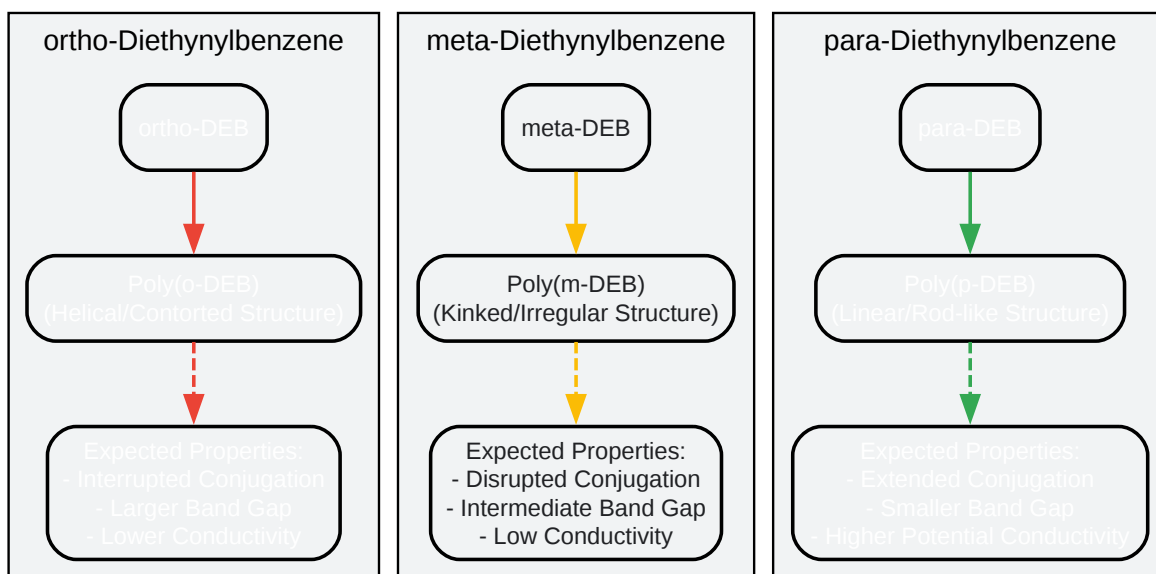 ortho-Diethynylbenzene
ortho-DEB
Poly(o-DEB)
(Helical/Contorted Structure)
Expected Properties:
- Interrupted Conjugation
- Larger Band Gap
- Lower Conductivity
meta-Diethynylbenzene
meta-DEB
Poly(m-DEB)
(Kinked/Irregular Structure)
Expected Properties:
- Disrupted Conjugation
- Intermediate Band Gap
- Low Conductivity
para-Diethynylbenzene
para-DEB
Poly(p-DEB)
(Linear/Rod-like Structure)
Expected Properties:
- Extended Conjugation
- Smaller Band Gap
- Higher Potential Conductivity